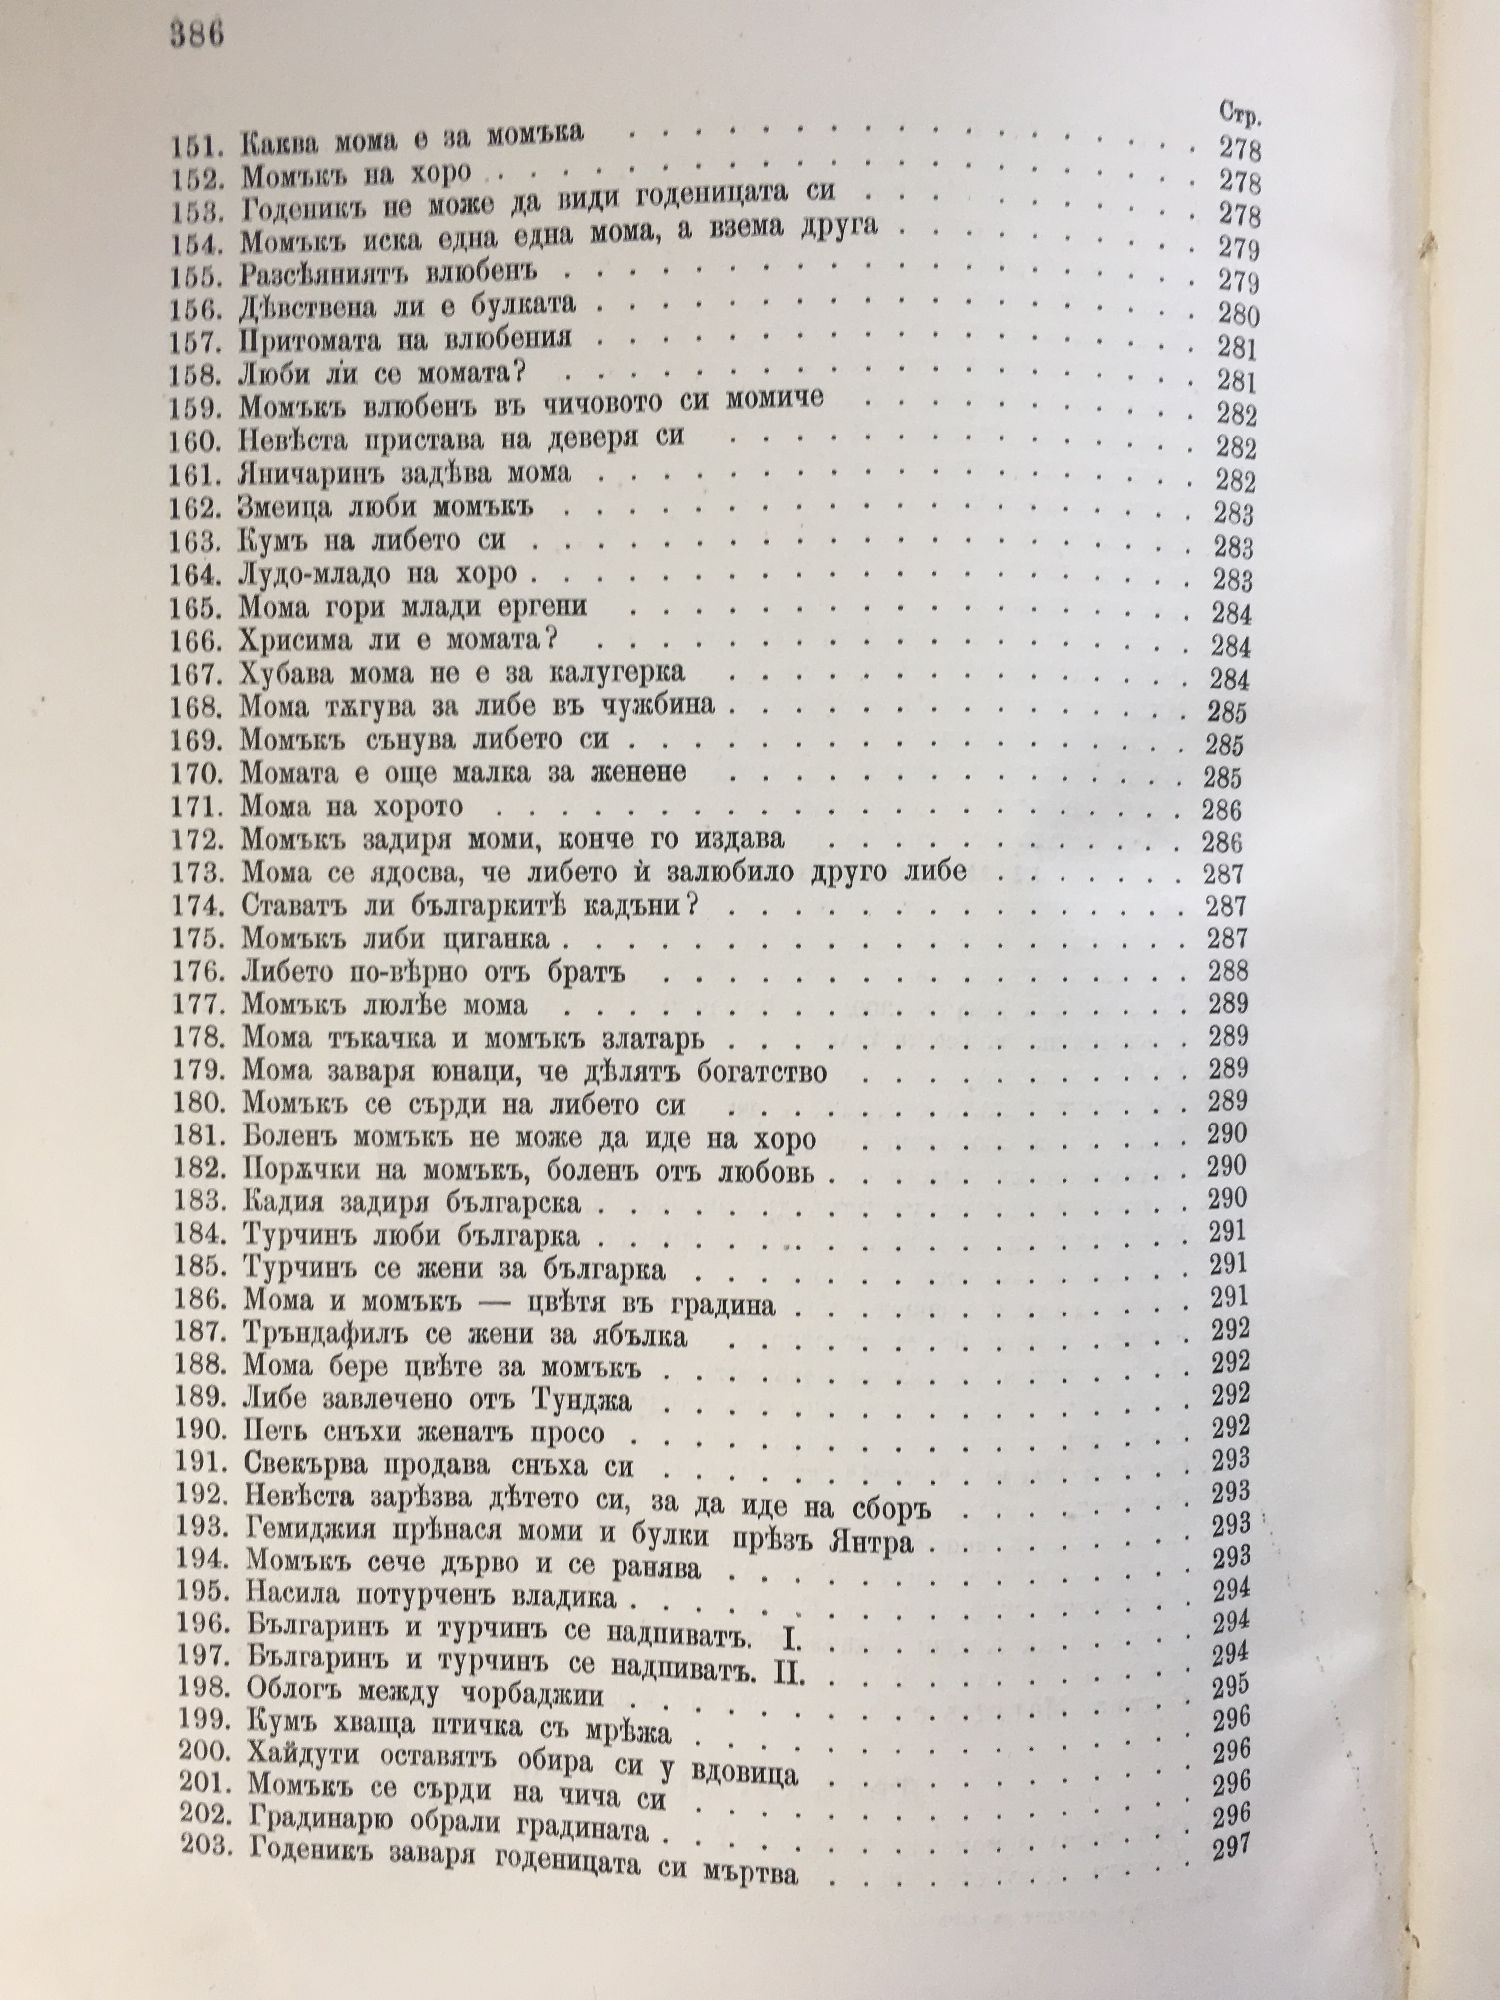 386
Стр.
151. Каква мома е за момъка . . . . . . . . . . . . . . . . . . 278
152. Момъкъ на хоро . . . . . . . . . . . . . . . . . . . . . . 278
153. Годеникъ не може да види годеницата си . . . . . . . . . . 278
154. Момъкъ иска една една мома, а взема друга . . . . . . . . . 279
155. Разсѣяниятъ влюбенъ . . . . . . . . . . . . . . . . . . . . 279
156. Дѣвствена ли е булката . . . . . . . . . . . . . . . . . . . 280
157. Притомата на влюбения . . . . . . . . . . . . . . . . . . . 281
158. Люби ли се момата? . . . . . . . . . . . . . . . . . . . . 281
159. Момъкъ влюбенъ въ чичовото си момиче . . . . . . . . . . . 282
160. Невѣста пристава на деверя си . . . . . . . . . . . . . . . 282
161. Яничаринъ задѣва мома . . . . . . . . . . . . . . . . . . . 282
162. Змеица люби момъкъ . . . . . . . . . . . . . . . . . . . . 283
163. Кумъ на либето си . . . . . . . . . . . . . . . . . . . . . 283
164. Лудо-младо на хоро . . . . . . . . . . . . . . . . . . . . . 283
165. Мома гори млади ергени . . . . . . . . . . . . . . . . . . 284
166. Хрисима ли е момата? . . . . . . . . . . . . . . . . . . . 284
167. Хубава мома не е за калугерка . . . . . . . . . . . . . . . 284
168. Мома тѫгува за либе въ чужбина . . . . . . . . . . . . . . 285
169. Момъкъ сънува либето си . . . . . . . . . . . . . . . . . . 285
170. Момата е още малка за женене . . . . . . . . . . . . . . . 285
171. Мома на хорото . . . . . . . . . . . . . . . . . . . . . . 286
172. Момъкъ задиря моми, конче го издава . . . . . . . . . . . 286
173. Мома се ядосва, че либето ѝ залюбило друго либе . . . . . . . 287
174. Ставатъ ли българкитѣ кадъни? . . . . . . . . . . . . . . . 287
175. Момъкъ либи циганка . . . . . . . . . . . . . . . . . . . . 287
176. Либето по-вѣрно отъ братъ . . . . . . . . . . . . . . . . . 288
177. Момъкъ люлѣе мома . . . . . . . . . . . . . . . . . . . . 289
178. Мома тъкачка и момъкъ златарь . . . . . . . . . . . . . . . 289
179. Мома заваря юнаци, че дѣлятъ богатство . . . . . . . . . . . 289
180. Момъкъ се сърди на либето си . . . . . . . . . . . . . . . 289
181. Боленъ момъкъ не може да иде на хоро . . . . . . . . . . . 290
182. Порѫчки на момъкъ, боленъ отъ любовь . . . . . . . . . . . . 290
183. Кадия задиря българска . . . . . . . . . . . . . . . . . . . 290
184. Турчинъ люби българка . . . . . . . . . . . . . . . . . . . 291
185. Турчинъ се жени за българка . . . . . . . . . . . . . . . . 291
186. Мома и момъкъ — цвѣтя въ градина . . . . . . . . . . . . . 291
187. Тръндафилъ се жени за ябълка . . . . . . . . . . . . . . . 292
188. Мома бере цвѣте за момъкъ . . . . . . . . . . . . . . . . . 292
189. Либе завлечено отъ Тунджа . . . . . . . . . . . . . . . . . 292
190. Петь снъхи женатъ просо . . . . . . . . . . . . . . . . . . 292
191. Свекърва продава снъха си . . . . . . . . . . . . . . . . . 293
192. Невѣста зарѣзва дѣтето си, за да иде на сборъ . . . . . . . . 293
193. Гемиджия прѣнася моми и булки прѣзъ Янтра . . . . . . . . . 293
194. Момъкъ сече дърво и се ранява . . . . . . . . . . . . . . . 293
195. Насила потурченъ владика . . . . . . . . . . . . . . . . . . 294
196. Българинъ и турчинъ се надпиватъ. I. . . . . . . . . . . . . 294
197. Българинъ и турчинъ се надпиватъ. II. . . . . . . . . . . . . 294
198. Облогъ между чорбаджии . . . . . . . . . . . . . . . . . . 295
199. Кумъ хваща птичка съ мрѣжа . . . . . . . . . . . . . . . . 296
200. Хайдути оставятъ обира си у вдовица . . . . . . . . . . . . 296
201. Момъкъ се сърди на чича си . . . . . . . . . . . . . . . . 296
202. Градинарю обрали градината . . . . . . . . . . . . . . . . . 296
203. Годеникъ заваря годеницата си мъртва . . . . . . . . . . . . 297